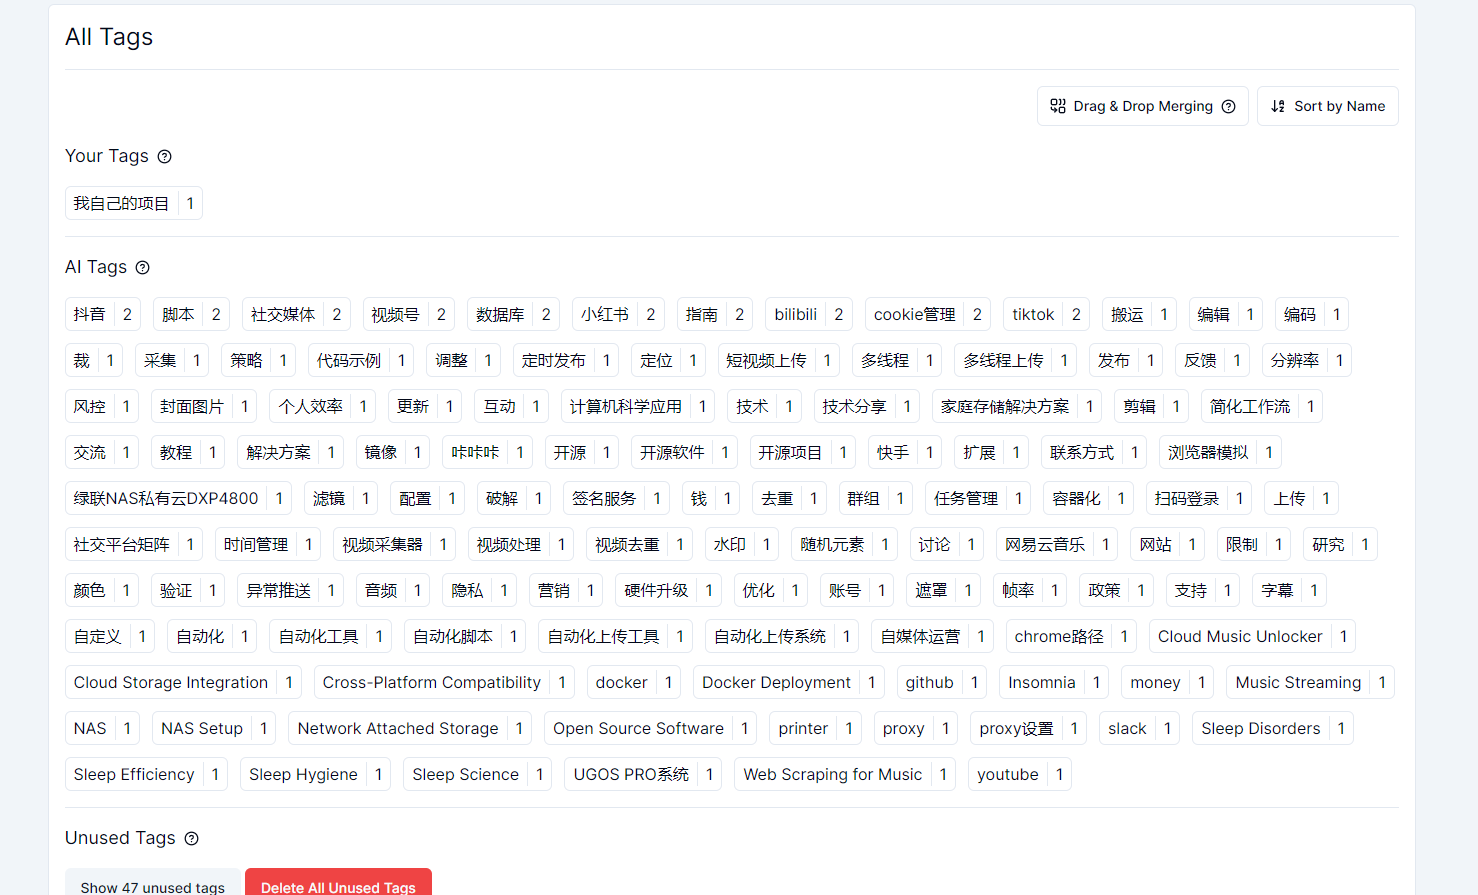 All Tags
Drag & Drop Merging Sort by Name
Your Tags
我自己的项目 1
AI Tags
抖音 2 脚本 2 社交媒体 2 视频号 2 数据库 2 小红书 2 指南 2 bilibili 2 cookie管理 2 tiktok 2 搬运 1 编辑 1 编码 1
裁 1 采集 1 策略 1 代码示例 1 调整 1 定时发布 1 定位 1 短视频上传 1 多线程 1 多线程上传 1 发布 1 反馈 1 分辨率 1
风控 1 封面图片 1 个人效率 1 更新 1 互动 1 计算机科学应用 1 技术 1 技术分享 1 家庭存储解决方案 1 剪辑 1 简化工作流 1
交流 1 教程 1 解决方案 1 镜像 1 咔咔咔 1 开源 1 开源软件 1 开源项目 1 快手 1 扩展 1 联系方式 1 浏览器模拟 1
绿联NAS私有云DXP4800 1 滤镜 1 配置 1 破解 1 签名服务 1 钱 1 去重 1 群组 1 任务管理 1 容器化 1 扫码登录 1 上传 1
社交平台矩阵 1 时间管理 1 视频采集器 1 视频处理 1 视频去重 1 水印 1 随机元素 1 讨论 1 网易云音乐 1 网站 1 限制 1 研究 1
颜色 1 验证 1 异常推送 1 音频 1 隐私 1 营销 1 硬件升级 1 优化 1 账号 1 遮罩 1 帧率 1 政策 1 支持 1 字幕 1
自定义 1 自动化 1 自动化工具 1 自动化脚本 1 自动化上传工具 1 自动化上传系统 1 自媒体运营 1 chrome路径 1 Cloud Music Unlocker 1
Cloud Storage Integration 1 Cross-Platform Compatibility 1 docker 1 Docker Deployment 1 github 1 Insomnia 1 money 1 Music Streaming 1
NAS 1 NAS Setup 1 Network Attached Storage 1 Open Source Software 1 printer 1 proxy 1 proxy设置 1 slack 1 Sleep Disorders 1
Sleep Efficiency 1 Sleep Hygiene 1 Sleep Science 1 UGOS PRO系统 1 Web Scraping for Music 1 youtube 1
Unused Tags
Show 47 unused tags Delete All Unused Tags